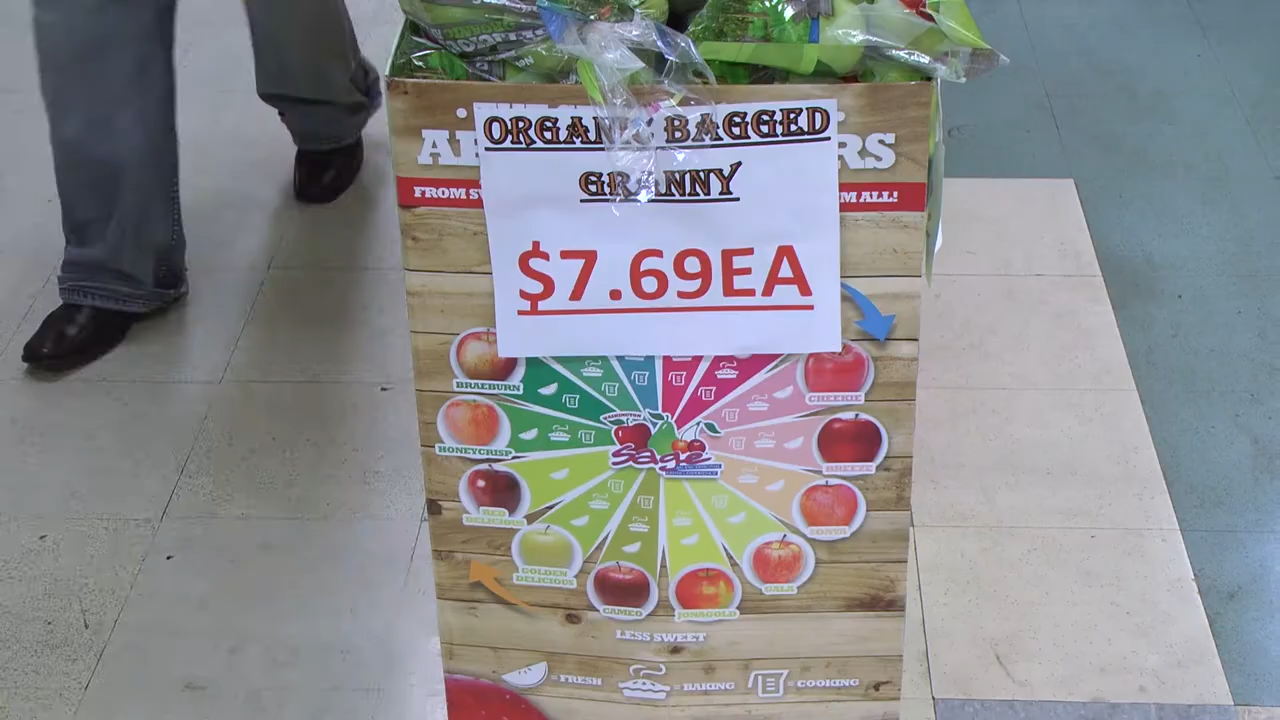 ORGANIC BAGGED
GRANNY
$7.69EA
FROM
M ALL!
BRAEBURN
CHEEKIE
HONEYCRISP
BREEZE
WASHINGTON
Sage
RED
DELICIOUS
SONYA
GOLDEN
DELICIOUS
GALA
CAMEO
JONAGOLD
LESS SWEET
=FRESH
=BAKING
=COOKING